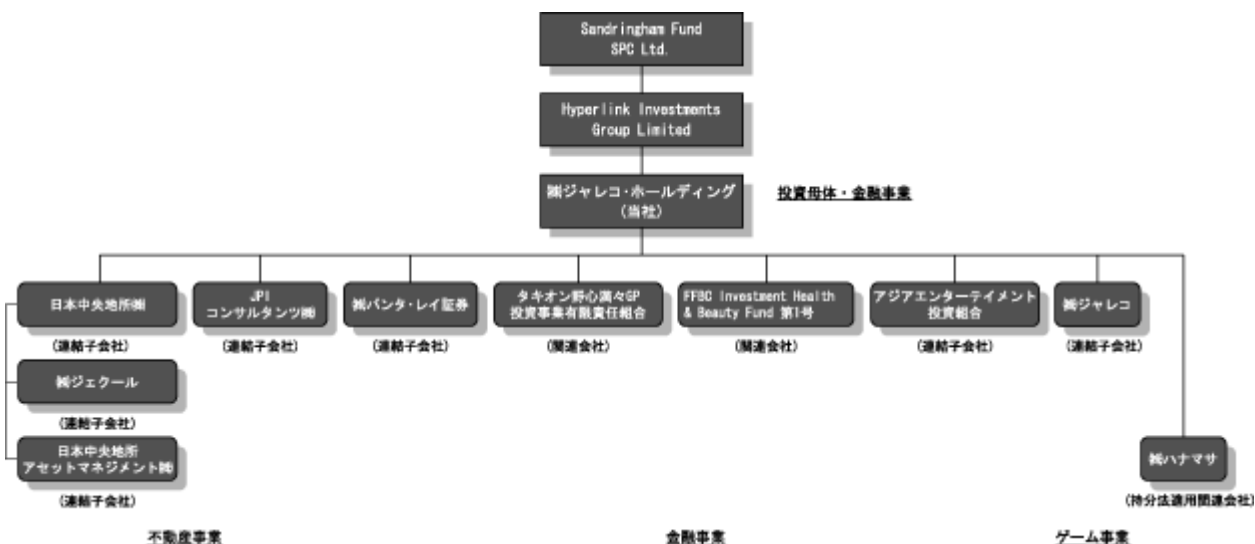 Sandringham Fund
SPC Ltd.
Hyperlink Investments
Group Limited
㈱ジャレコ・ホールディング
(当社)
投資母体・金融事業
日本中央地所㈱
(連結子会社)
JPI
コンサルタンツ㈱
(連結子会社)
㈱パンタ・レイ証券
(連結子会社)
タキオン野心満々GP
投資事業有限責任組合
(関連会社)
FFBC Investment Health
& Beauty Fund 第1号
(関連会社)
アジアエンターテイメント
投資組合
(連結子会社)
㈱ジャレコ
(連結子会社)
㈱ジェクール
(連結子会社)
日本中央地所
アセットマネジメント㈱
(連結子会社)
㈱ハナマサ
(持分法適用関連会社)
不動産事業
金融事業
ゲーム事業